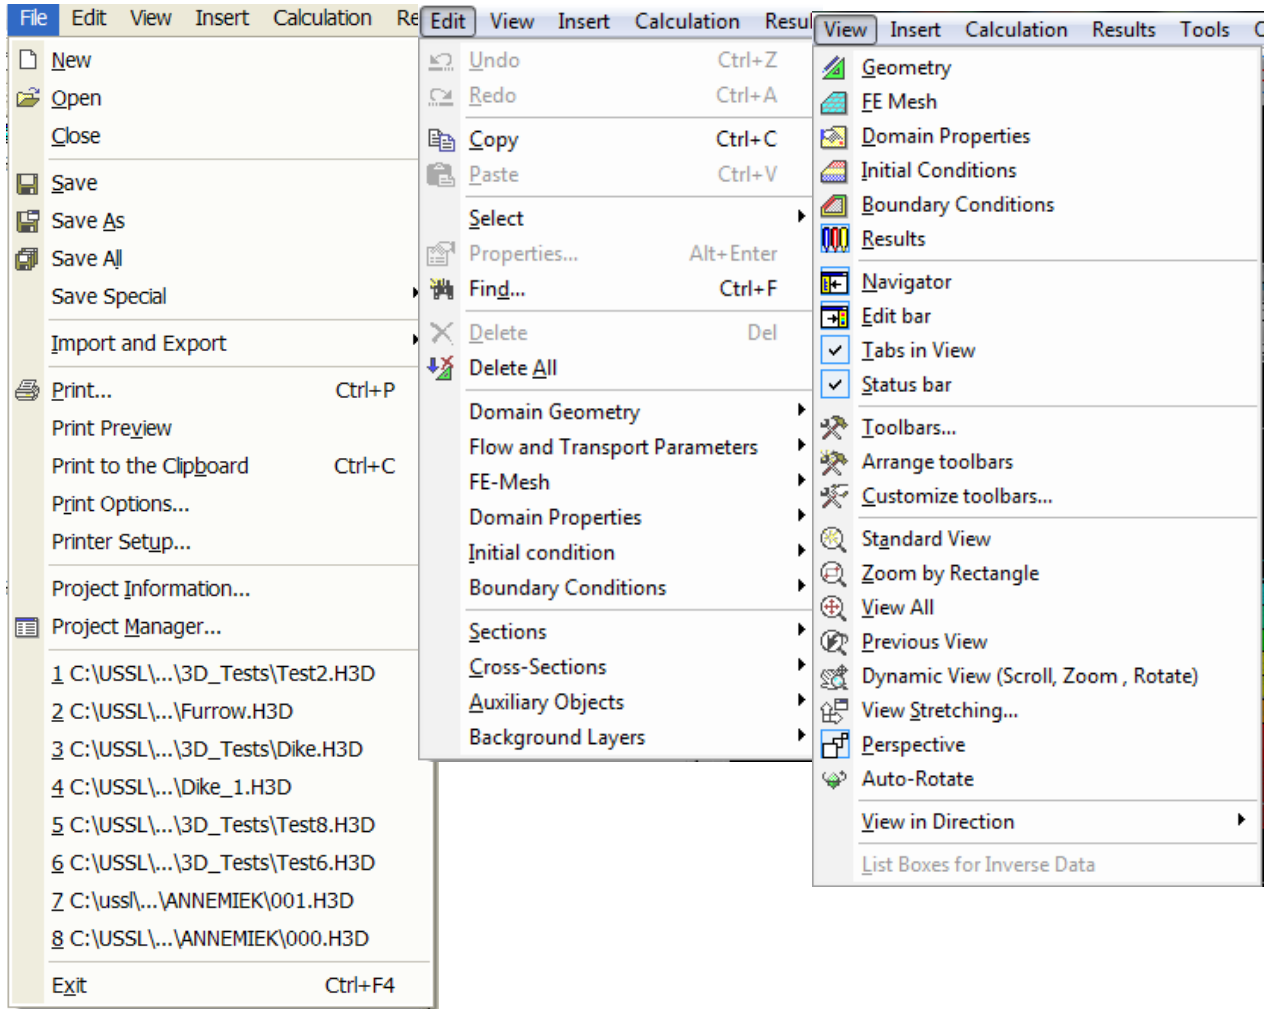 File Edit View Insert Calculation Re
New
Open
Close
Save
Save As
Save All
Save Special
Import and Export
Print... Ctrl+P
Print Preview
Print to the Clipboard Ctrl+C
Print Options...
Printer Setup...
Project Information...
Project Manager...
1 C:\USSL\...\3D_Tests\Test2.H3D
2 C:\USSL\...\Furrow.H3D
3 C:\USSL\...\3D_Tests\Dike.H3D
4 C:\USSL\...\Dike_1.H3D
5 C:\USSL\...\3D_Tests\Test8.H3D
6 C:\USSL\...\3D_Tests\Test6.H3D
7 C:\ussl\...\ANNEMIEK\001.H3D
8 C:\USSL\...\ANNEMIEK\000.H3D
Exit Ctrl+F4
Edit View Insert Calculation Resul
Undo Ctrl+Z
Redo Ctrl+A
Copy Ctrl+C
Paste Ctrl+V
Select
Properties... Alt+Enter
Find... Ctrl+F
Delete Del
Delete All
Domain Geometry
Flow and Transport Parameters
FE-Mesh
Domain Properties
Initial condition
Boundary Conditions
Sections
Cross-Sections
Auxiliary Objects
Background Layers
View Insert Calculation Results Tools
Geometry
FE Mesh
Domain Properties
Initial Conditions
Boundary Conditions
Results
Navigator
Edit bar
Tabs in View
Status bar
Toolbars...
Arrange toolbars
Customize toolbars...
Standard View
Zoom by Rectangle
View All
Previous View
Dynamic View (Scroll, Zoom , Rotate)
View Stretching...
Perspective
Auto-Rotate
View in Direction
List Boxes for Inverse Data